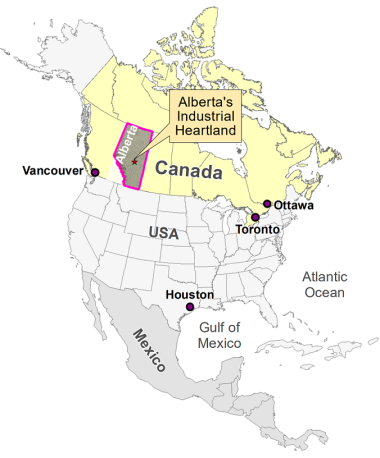 Alberta's
Industrial
Heartland
Alberta
Vancouver
Canada
Ottawa
Toronto
USA
Atlantic
Ocean
Houston
Gulf of
Mexico
Mexico